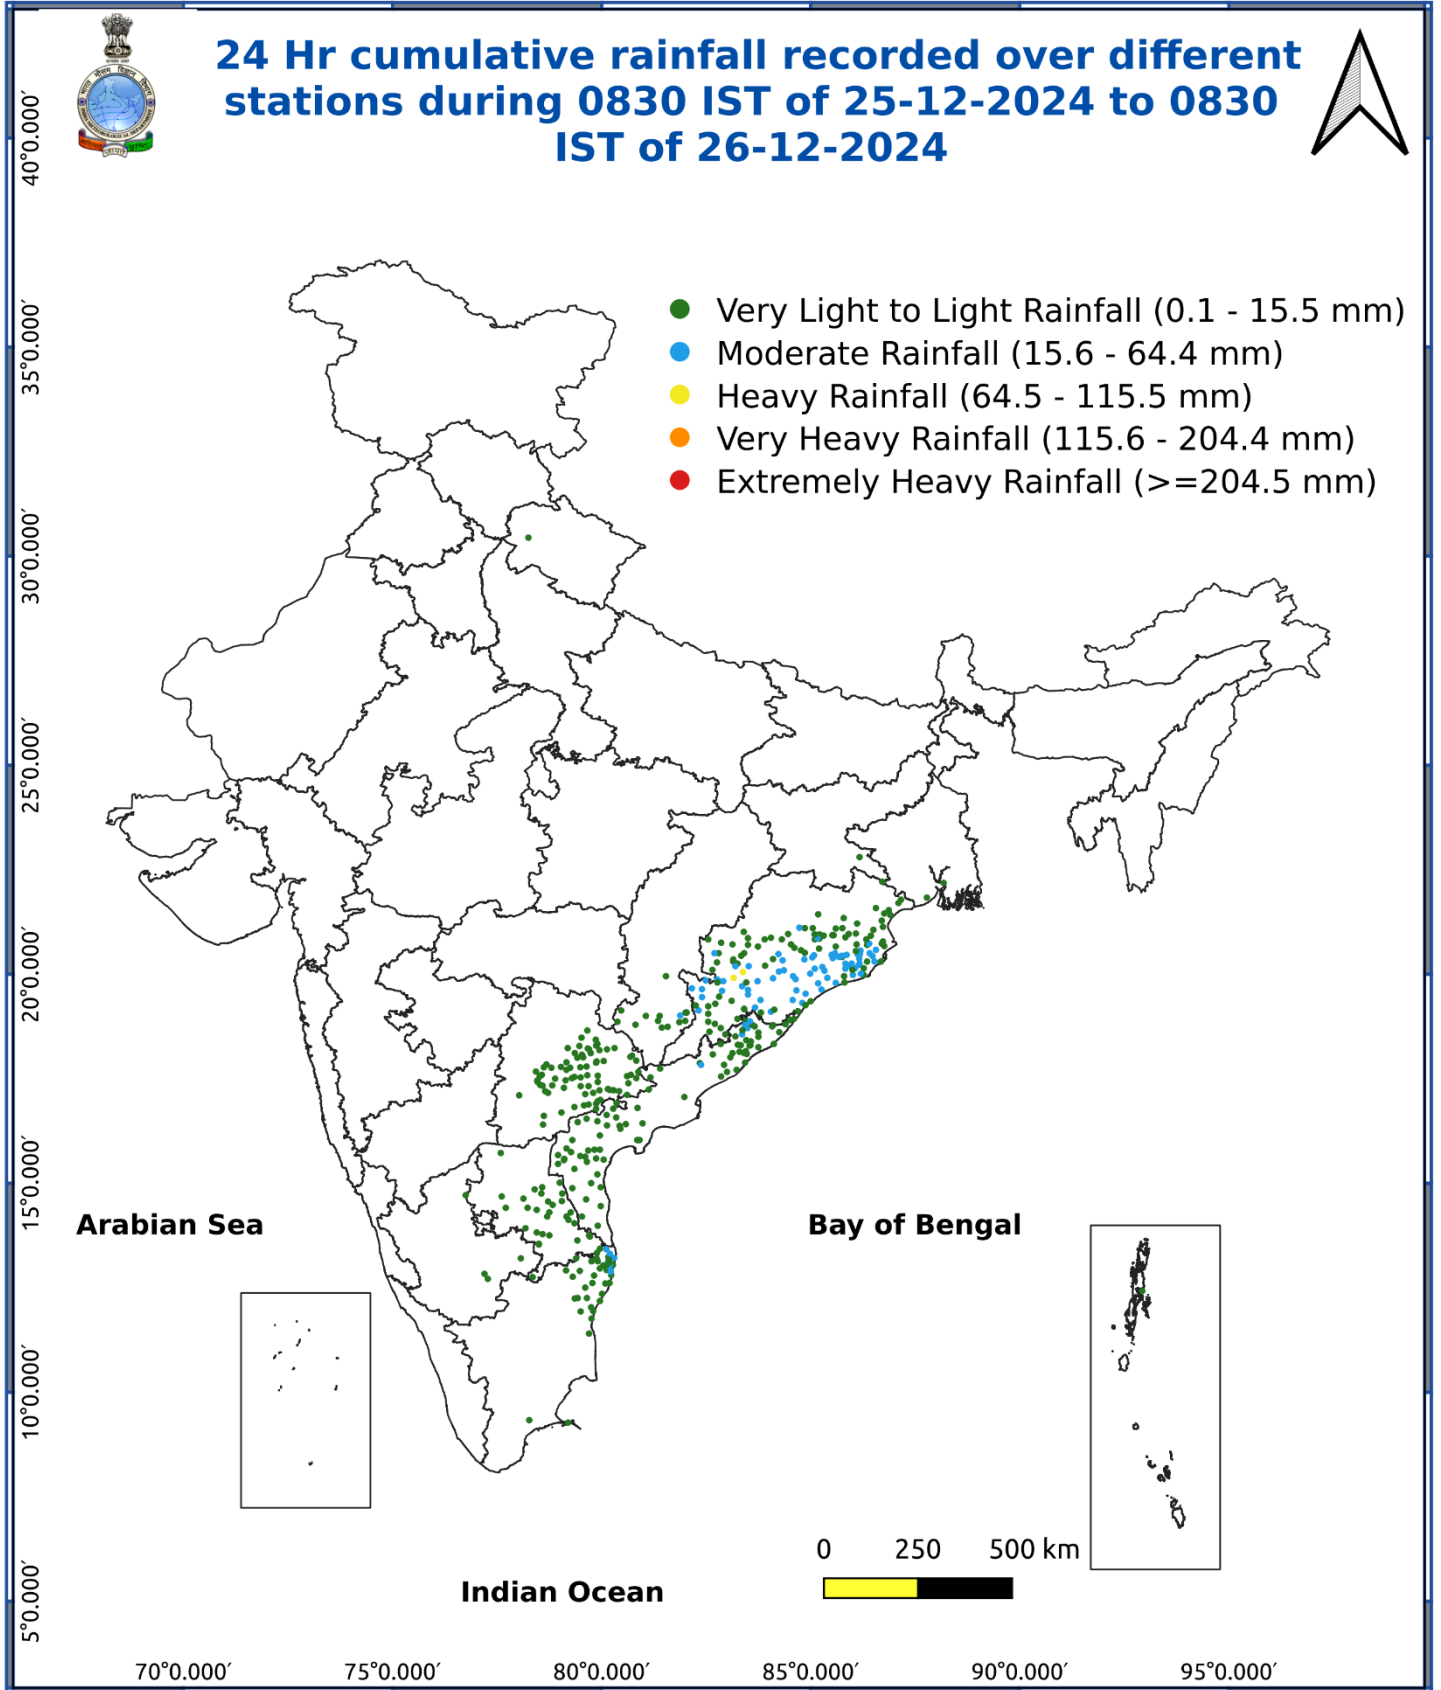 24 Hr cumulative rainfall recorded over different
stations during 0830 IST of 25-12-2024 to 0830
IST of 26-12-2024
Very Light to Light Rainfall (0.1 - 15.5 mm)
Moderate Rainfall (15.6 - 64.4 mm)
Heavy Rainfall (64.5 - 115.5 mm)
Very Heavy Rainfall (115.6 - 204.4 mm)
Extremely Heavy Rainfall (>=204.5 mm)
40°0.000′
35°0.000′
30°0.000′
25°0.000′
20°0.000′
15°0.000′
10°0.000′
5°0.000′
Arabian Sea
Bay of Bengal
0 250 500 km
Indian Ocean
70°0.000′ 75°0.000′ 80°0.000′ 85°0.000′ 90°0.000′ 95°0.000′